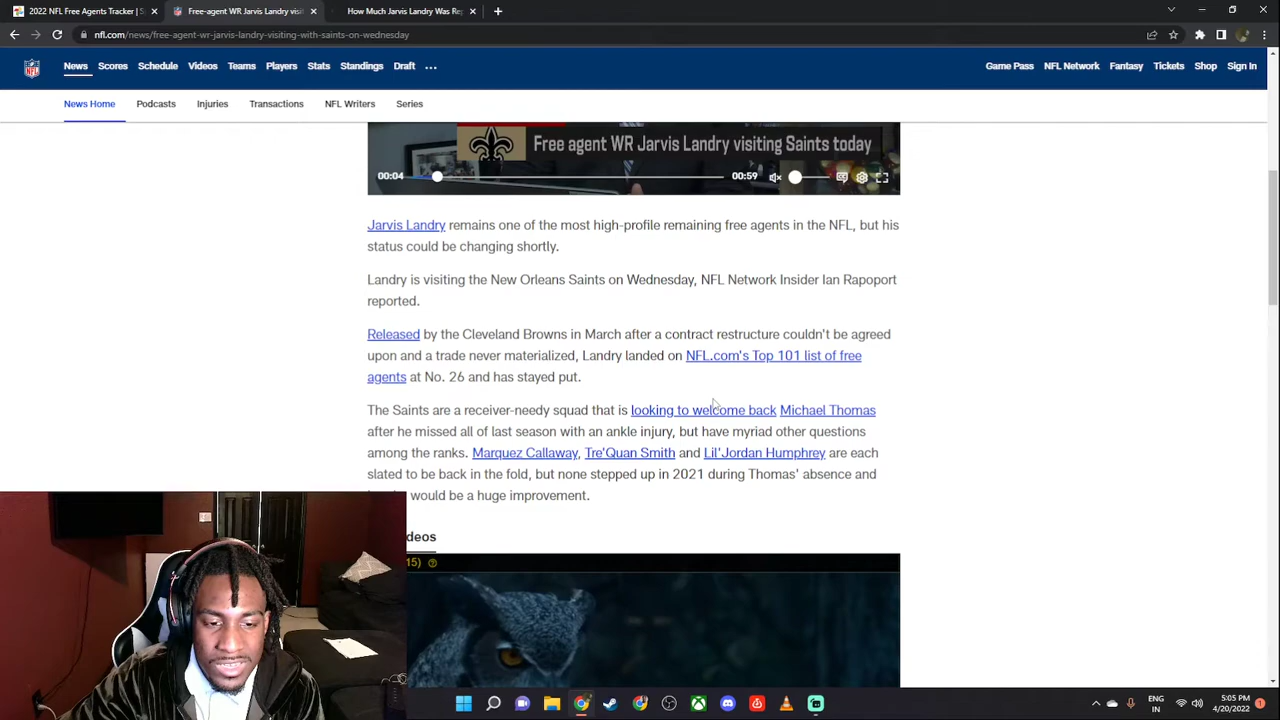 2022 NFL Free Agents Tracker | S
Free-agent WR Jarvis Landry visi
How Much Jarvis Landry Was Re
nfl.com/news/free-agent-wr-jarvis-landry-visiting-with-saints-on-wednesday
NFL
News Scores Schedule Videos Teams Players Stats Standings Draft ... Game Pass NFL Network Fantasy Tickets Shop Sign In
News Home Podcasts Injuries Transactions NFL Writers Series
Free agent WR Jarvis Landry visiting Saints today
00:04 00:59
Jarvis Landry remains one of the most high-profile remaining free agents in the NFL, but his
status could be changing shortly.
Landry is visiting the New Orleans Saints on Wednesday, NFL Network Insider Ian Rapoport
reported.
Released by the Cleveland Browns in March after a contract restructure couldn't be agreed
upon and a trade never materialized, Landry landed on NFL.com's Top 101 list of free
agents at No. 26 and has stayed put.
The Saints are a receiver-needy squad that is looking to welcome back Michael Thomas
after he missed all of last season with an ankle injury, but have myriad other questions
among the ranks. Marquez Callaway, Tre'Quan Smith and Lil'Jordan Humphrey are each
slated to be back in the fold, but none stepped up in 2021 during Thomas' absence and
would be a huge improvement.
deos
15)
ENG
IN
5:05 PM
4/20/2022